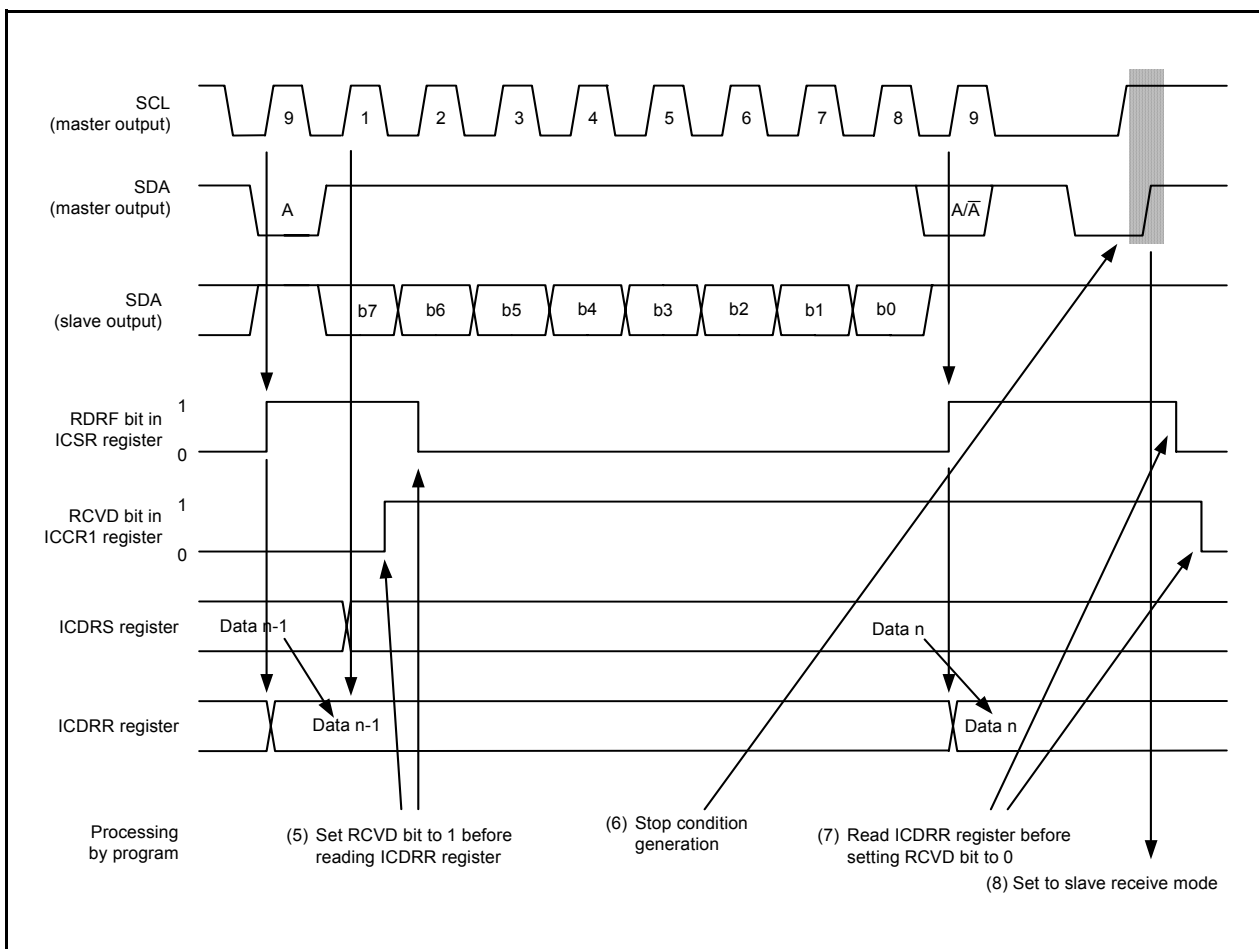 SCL
(master output)
9 1 2 3 4 5 6 7 8 9
SDA
(master output)
A A/A̅
SDA
(slave output)
b7 b6 b5 b4 b3 b2 b1 b0
RDRF bit in
ICSR register
1
0
RCVD bit in
ICCR1 register
1
0
ICDRS register
Data n-1 Data n
ICDRR register
Data n-1 Data n
Processing
by program
(5) Set RCVD bit to 1 before
reading ICDRR register
(6) Stop condition
generation
(7) Read ICDRR register before
setting RCVD bit to 0
(8) Set to slave receive mode